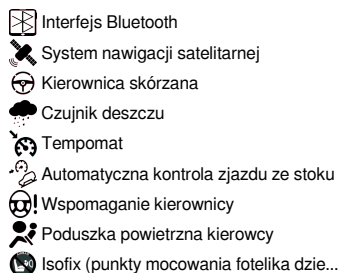 Interfejs Bluetooth
System nawigacji satelitarnej
Kierownica skórzana
Czujnik deszczu
Tempomat
Automatyczna kontrola zjazdu ze stoku
Wspomaganie kierownicy
Poduszka powietrzna kierowcy
Isofix (punkty mocowania fotelika dzie...